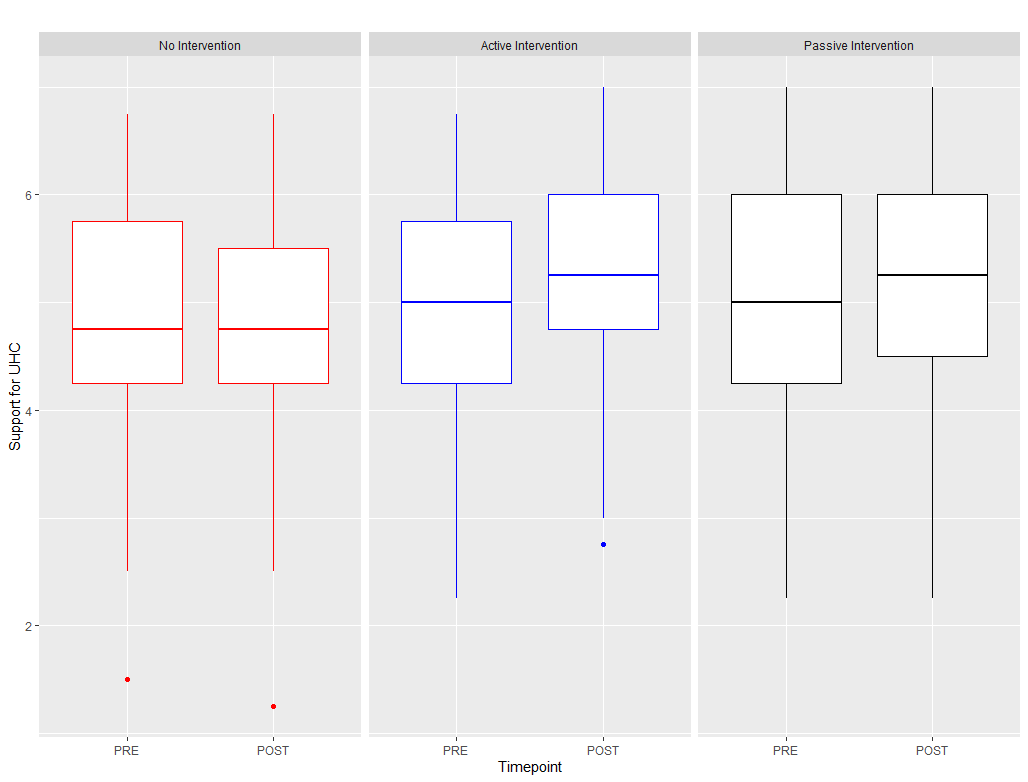 No Intervention
Active Intervention
Passive Intervention
Support for UHC
6
4
2
PRE
POST
PRE
POST
PRE
POST
Timepoint